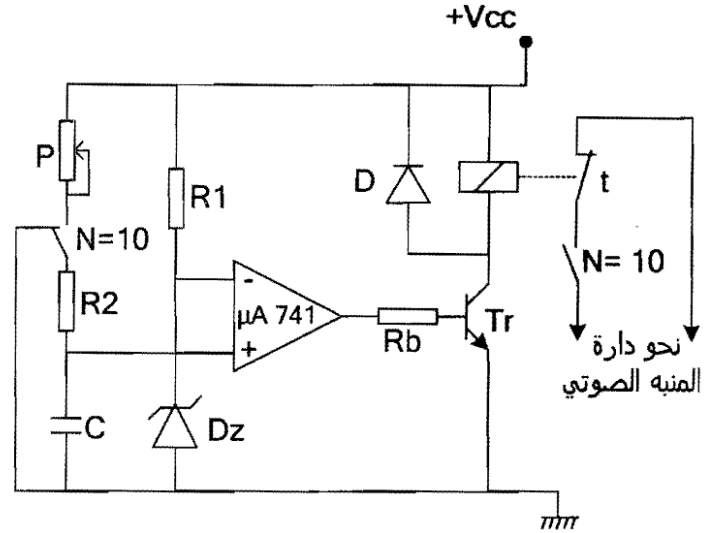 +Vcc
P
R1
D
t
N=10
N= 10
R2
-
µA 741
+
Rb
Tr
نحو دارة
المنبه الصوتي
C
Dz